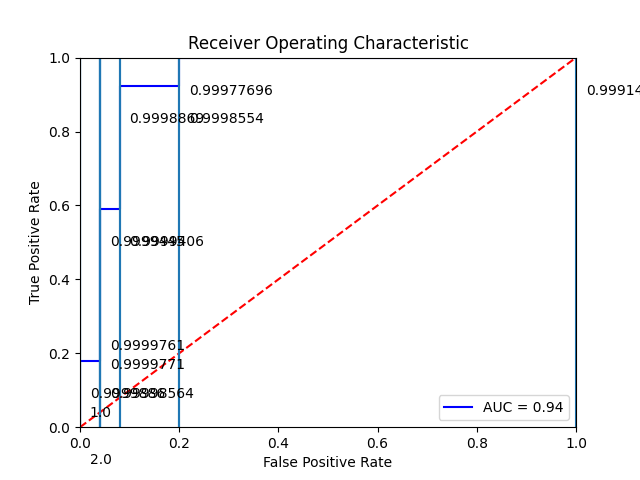 Receiver Operating Characteristic
True Positive Rate
1.0
0.8
0.6
0.4
0.2
0.0
0.99977696
0.99914
0.9998869
0.9998554
0.9999761
0.9999771
1.0
AUC = 0.94
0.0 0.2 0.4 0.6 0.8 1.0
2.0
False Positive Rate